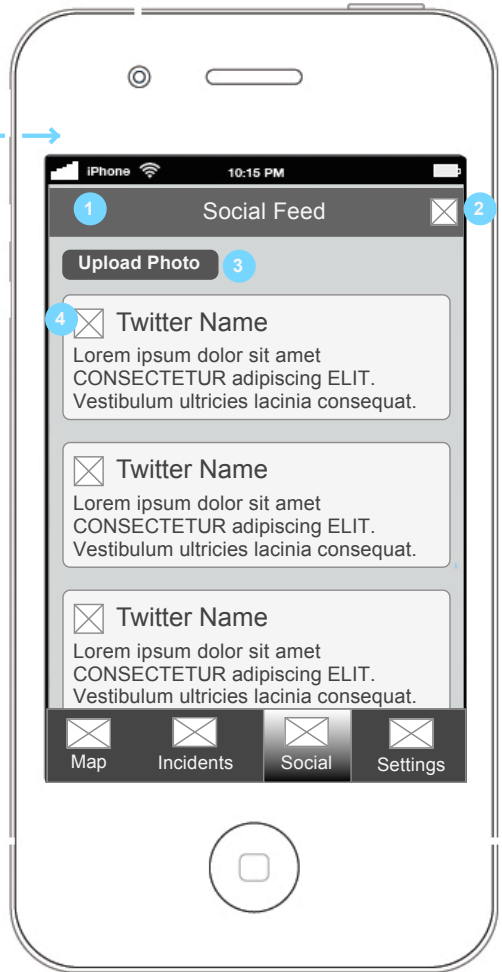 iPhone 10:15 PM
1 Social Feed 2
Upload Photo 3
4 Twitter Name
Lorem ipsum dolor sit amet
CONSECTETUR adipiscing ELIT.
Vestibulum ultricies lacinia consequat.
Twitter Name
Lorem ipsum dolor sit amet
CONSECTETUR adipiscing ELIT.
Vestibulum ultricies lacinia consequat.
Twitter Name
Lorem ipsum dolor sit amet
CONSECTETUR adipiscing ELIT.
Vestibulum ultricies lacinia consequat.
Map Incidents Social Settings